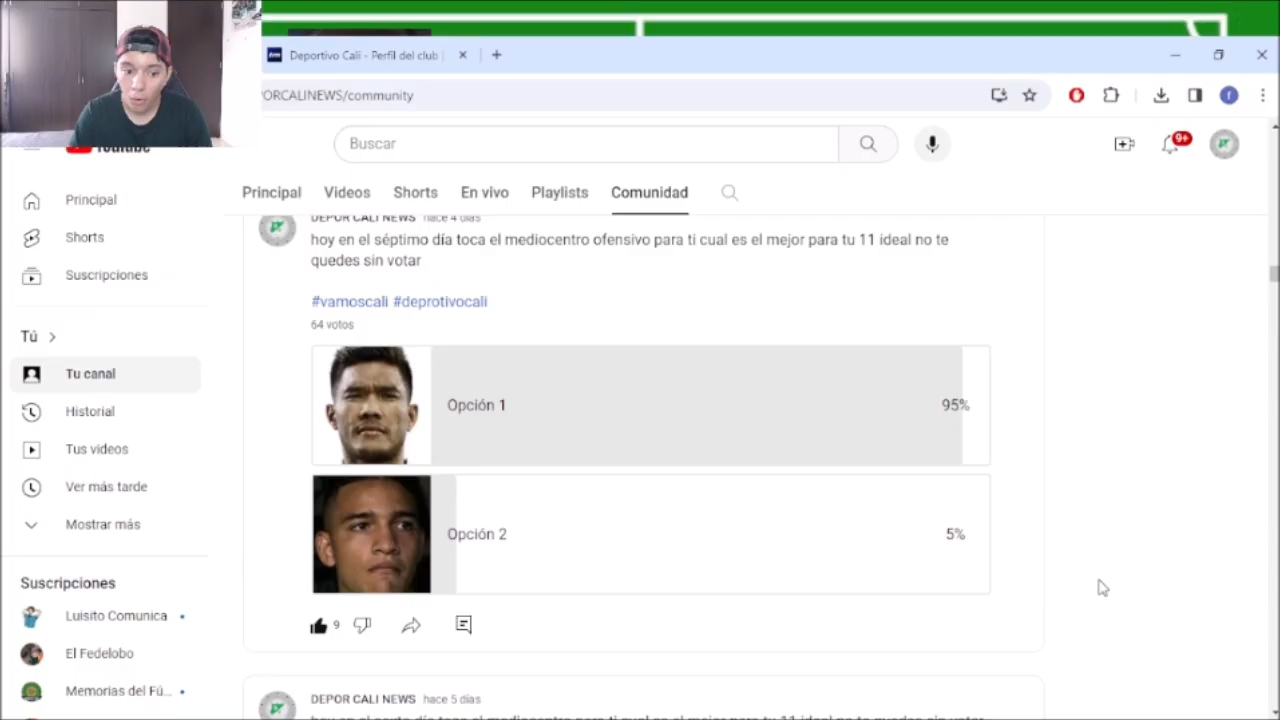 Deportivo Cali - Perfil del club
ORCALINEWS/community
Buscar
9+
Principal
Videos
Shorts
En vivo
Playlists
Comunidad
Principal
Shorts
Suscripciones
Tú
Tu canal
Historial
Tus videos
Ver más tarde
Mostrar más
Suscripciones
Luisito Comunica
El Fedelobo
Memorias del Fú...
DEPOR CALI NEWS hace 4 días
hoy en el séptimo día toca el mediocentro ofensivo para ti cual es el mejor para tu 11 ideal no te
quedes sin votar
#vamoscali #deprotivocali
64 votos
Opción 1
95%
Opción 2
5%
9
DEPOR CALI NEWS hace 5 días